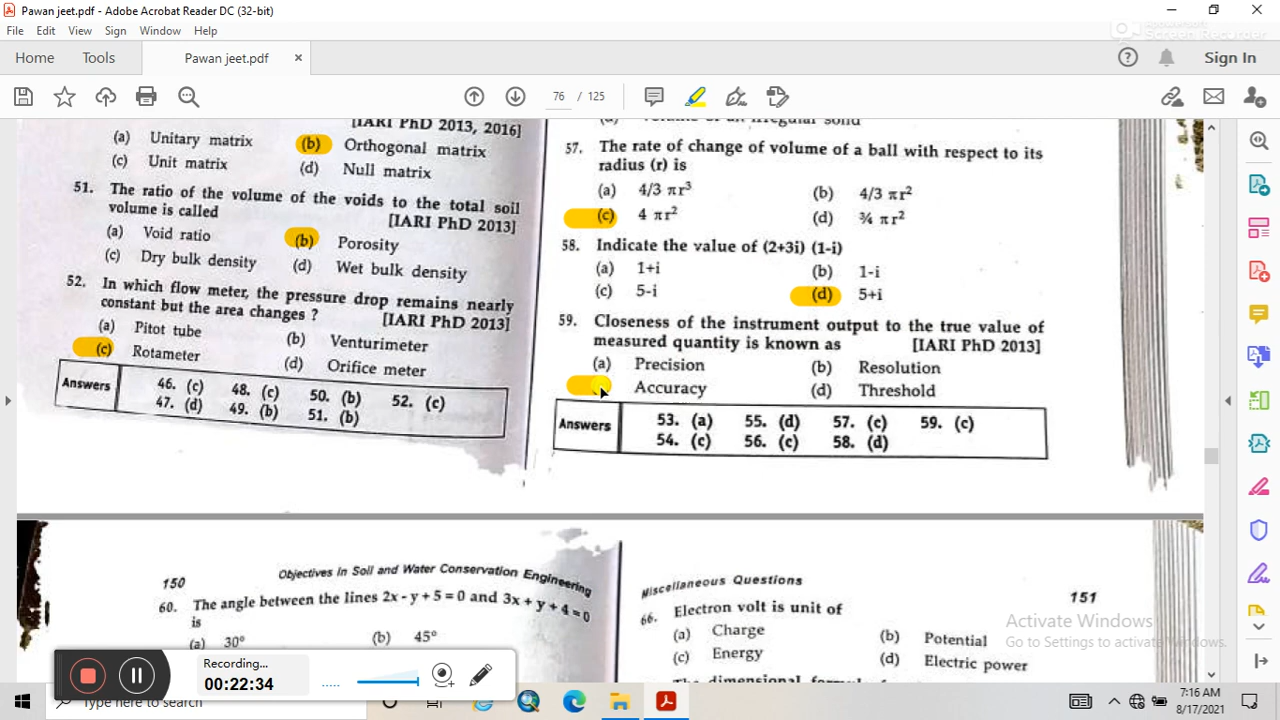 Pawan jeet.pdf - Adobe Acrobat Reader DC (32-bit)
File Edit View Sign Window Help
Screen Recorder
Home Tools Pawan jeet.pdf × Sign In
76 / 125
[IARI PhD 2013, 2016]
(a) Unitary matrix (b) Orthogonal matrix
(c) Unit matrix (d) Null matrix
51. The ratio of the volume of the voids to the total soil
volume is called [IARI PhD 2013]
(a) Void ratio (b) Porosity
(c) Dry bulk density (d) Wet bulk density
52. In which flow meter, the pressure drop remains nearly
constant but the area changes ? [IARI PhD 2013]
(a) Pitot tube (b) Venturimeter
(c) Rotameter (d) Orifice meter
Answers 46. (c) 48. (c) 50. (b) 52. (c)
47. (d) 49. (b) 51. (b)
57. The rate of change of volume of a ball with respect to its
radius (r) is
(a) 4/3 πr³ (b) 4/3 πr²
(c) 4 πr² (d) ¾ πr²
58. Indicate the value of (2+3i) (1-i)
(a) 1+i (b) 1-i
(c) 5-i (d) 5+i
59. Closeness of the instrument output to the true value of
measured quantity is known as [IARI PhD 2013]
(a) Precision (b) Resolution
Accuracy (d) Threshold
Answers 53. (a) 55. (d) 57. (c) 59. (c)
54. (c) 56. (c) 58. (d)
150 Objectives in Soil and Water Conservation Engineering
60. The angle between the lines 2x - y + 5 = 0 and 3x + y + 4 = 0
is
(a) 30° (b) 45°
Miscellaneous Questions 151
66. Electron volt is unit of
(a) Charge (b) Potential
(c) Energy (d) Electric power
Activate Windows
Go to Settings to activate Windows.
Recording...
00:22:34
Type here to search
7:16 AM
8/17/2021